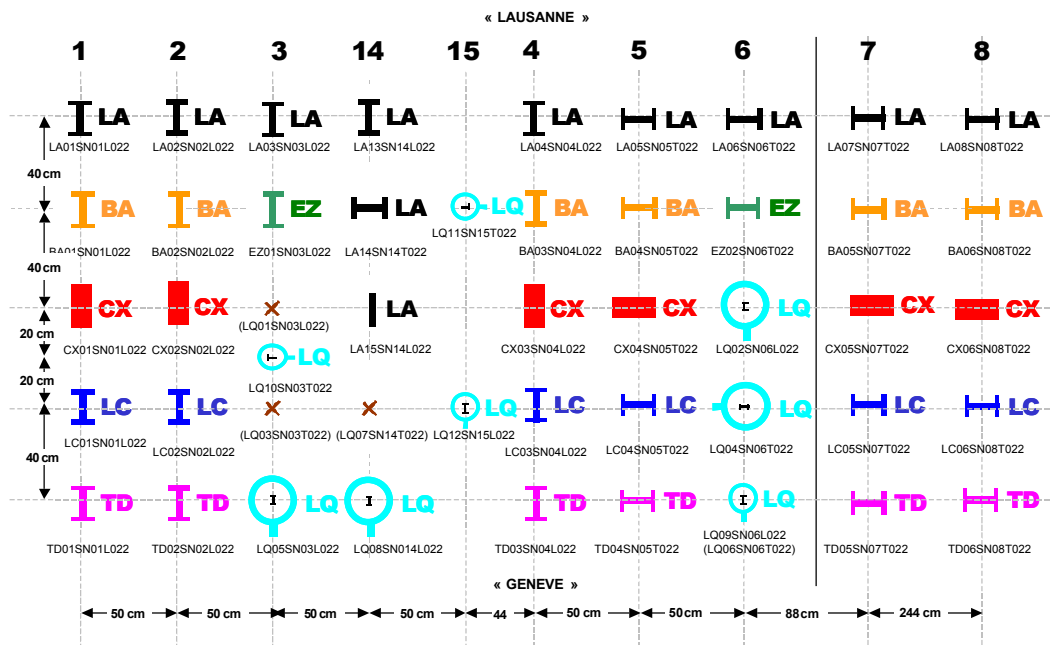 « LAUSANNE »
1 2 3 14 15 4 5 6 7 8
LA LA LA LA LA LA LA LA LA
LA01SN01L022 LA02SN02L022 LA03SN03L022 LA13SN14L022 LA04SN04L022 LA05SN05T022 LA06SN06T022 LA07SN07T022 LA08SN08T022
40 cm
BA BA EZ LA LQ BA BA EZ BA BA
LQ11SN15T022
BA01SN01L022 BA02SN02L022 EZ01SN03L022 LA14SN14T022 BA03SN04L022 BA04SN05T022 EZ02SN06T022 BA05SN07T022 BA06SN08T022
40 cm
CX CX LA CX CX LQ CX CX
(LQ01SN03L022)
20 cm
CX01SN01L022 CX02SN02L022 LA15SN14L022 CX03SN04L022 CX04SN05T022 LQ02SN06L022 CX05SN07T022 CX06SN08T022
LQ
20 cm
LQ10SN03T022
LC LC LQ LC LC LQ LC LC
LC01SN01L022 (LQ03SN03T022) (LQ07SN14T022) LQ12SN15L022
LC02SN02L022 LC03SN04L022 LC04SN05T022 LQ04SN06T022 LC05SN07T022 LC06SN08T022
40 cm
TD TD LQ LQ TD TD LQ TD TD
LQ09SN06L022
TD01SN01L022 TD02SN02L022 LQ05SN03L022 LQ08SN014L022 TD03SN04L022 TD04SN05T022 (LQ06SN06T022) TD05SN07T022 TD06SN08T022
« GENEVE »
50 cm 50 cm 50 cm 50 cm 44 50 cm 50cm 88cm 244 cm